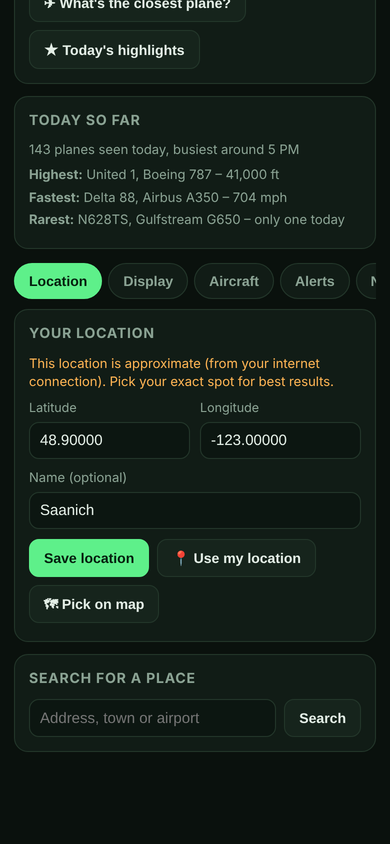 ✈ What's the closest plane?
★ Today's highlights
TODAY SO FAR
143 planes seen today, busiest around 5 PM
Highest: United 1, Boeing 787 – 41,000 ft
Fastest: Delta 88, Airbus A350 – 704 mph
Rarest: N628TS, Gulfstream G650 – only one today
Location Display Aircraft Alerts
YOUR LOCATION
This location is approximate (from your internet
connection). Pick your exact spot for best results.
Latitude Longitude
48.90000 -123.00000
Name (optional)
Saanich
Save location 📍 Use my location
🗺 Pick on map
SEARCH FOR A PLACE
Address, town or airport Search